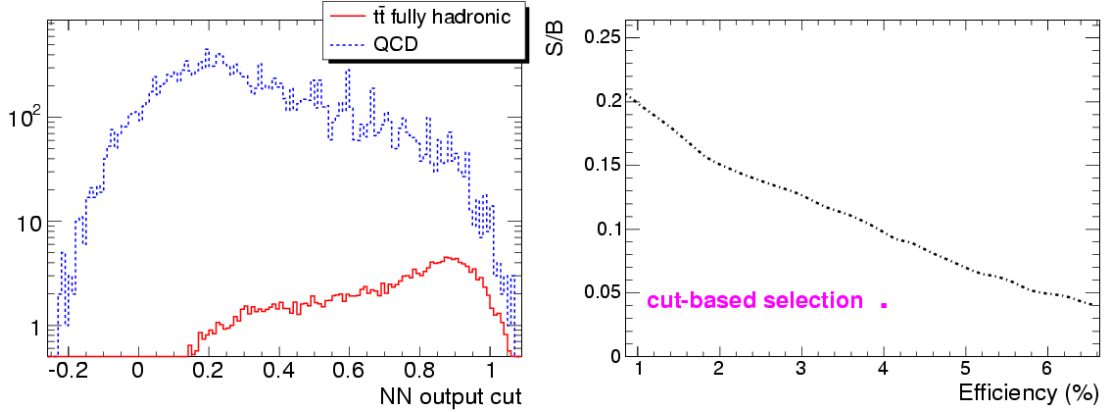 tt̄ fully hadronic
QCD
10²
10
1
-0.2 0 0.2 0.4 0.6 0.8 1
NN output cut
S/B
0.25
0.2
0.15
0.1
0.05
0
cut-based selection
1 2 3 4 5 6
Efficiency (%)